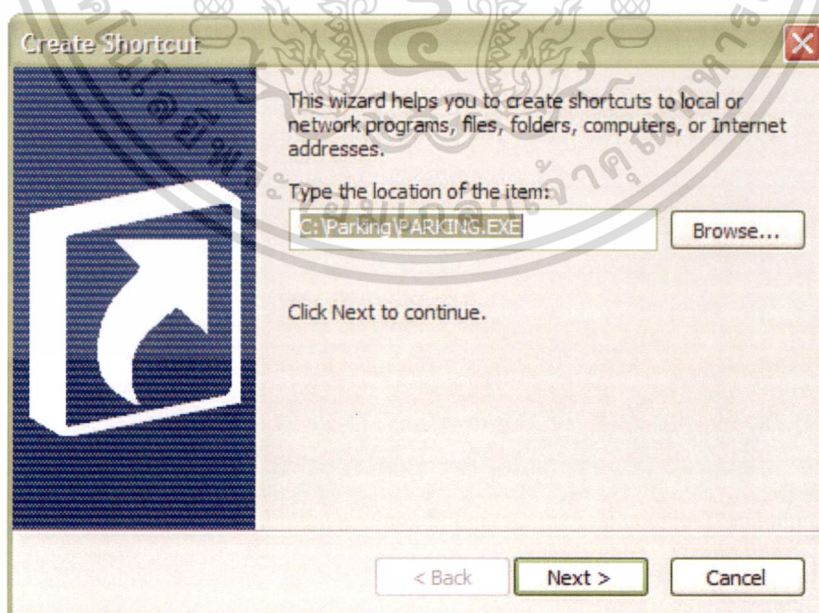 Create Shortcut
This wizard helps you to create shortcuts to local or
network programs, files, folders, computers, or Internet
addresses.
Type the location of the item:
C:\Parking\PARKING.EXE
Browse...
Click Next to continue.
< Back
Next >
Cancel